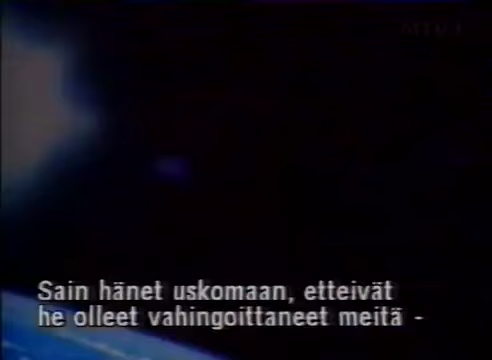 Sain hänet uskomaan, etteivät
he olleet vahingoittaneet meitä -